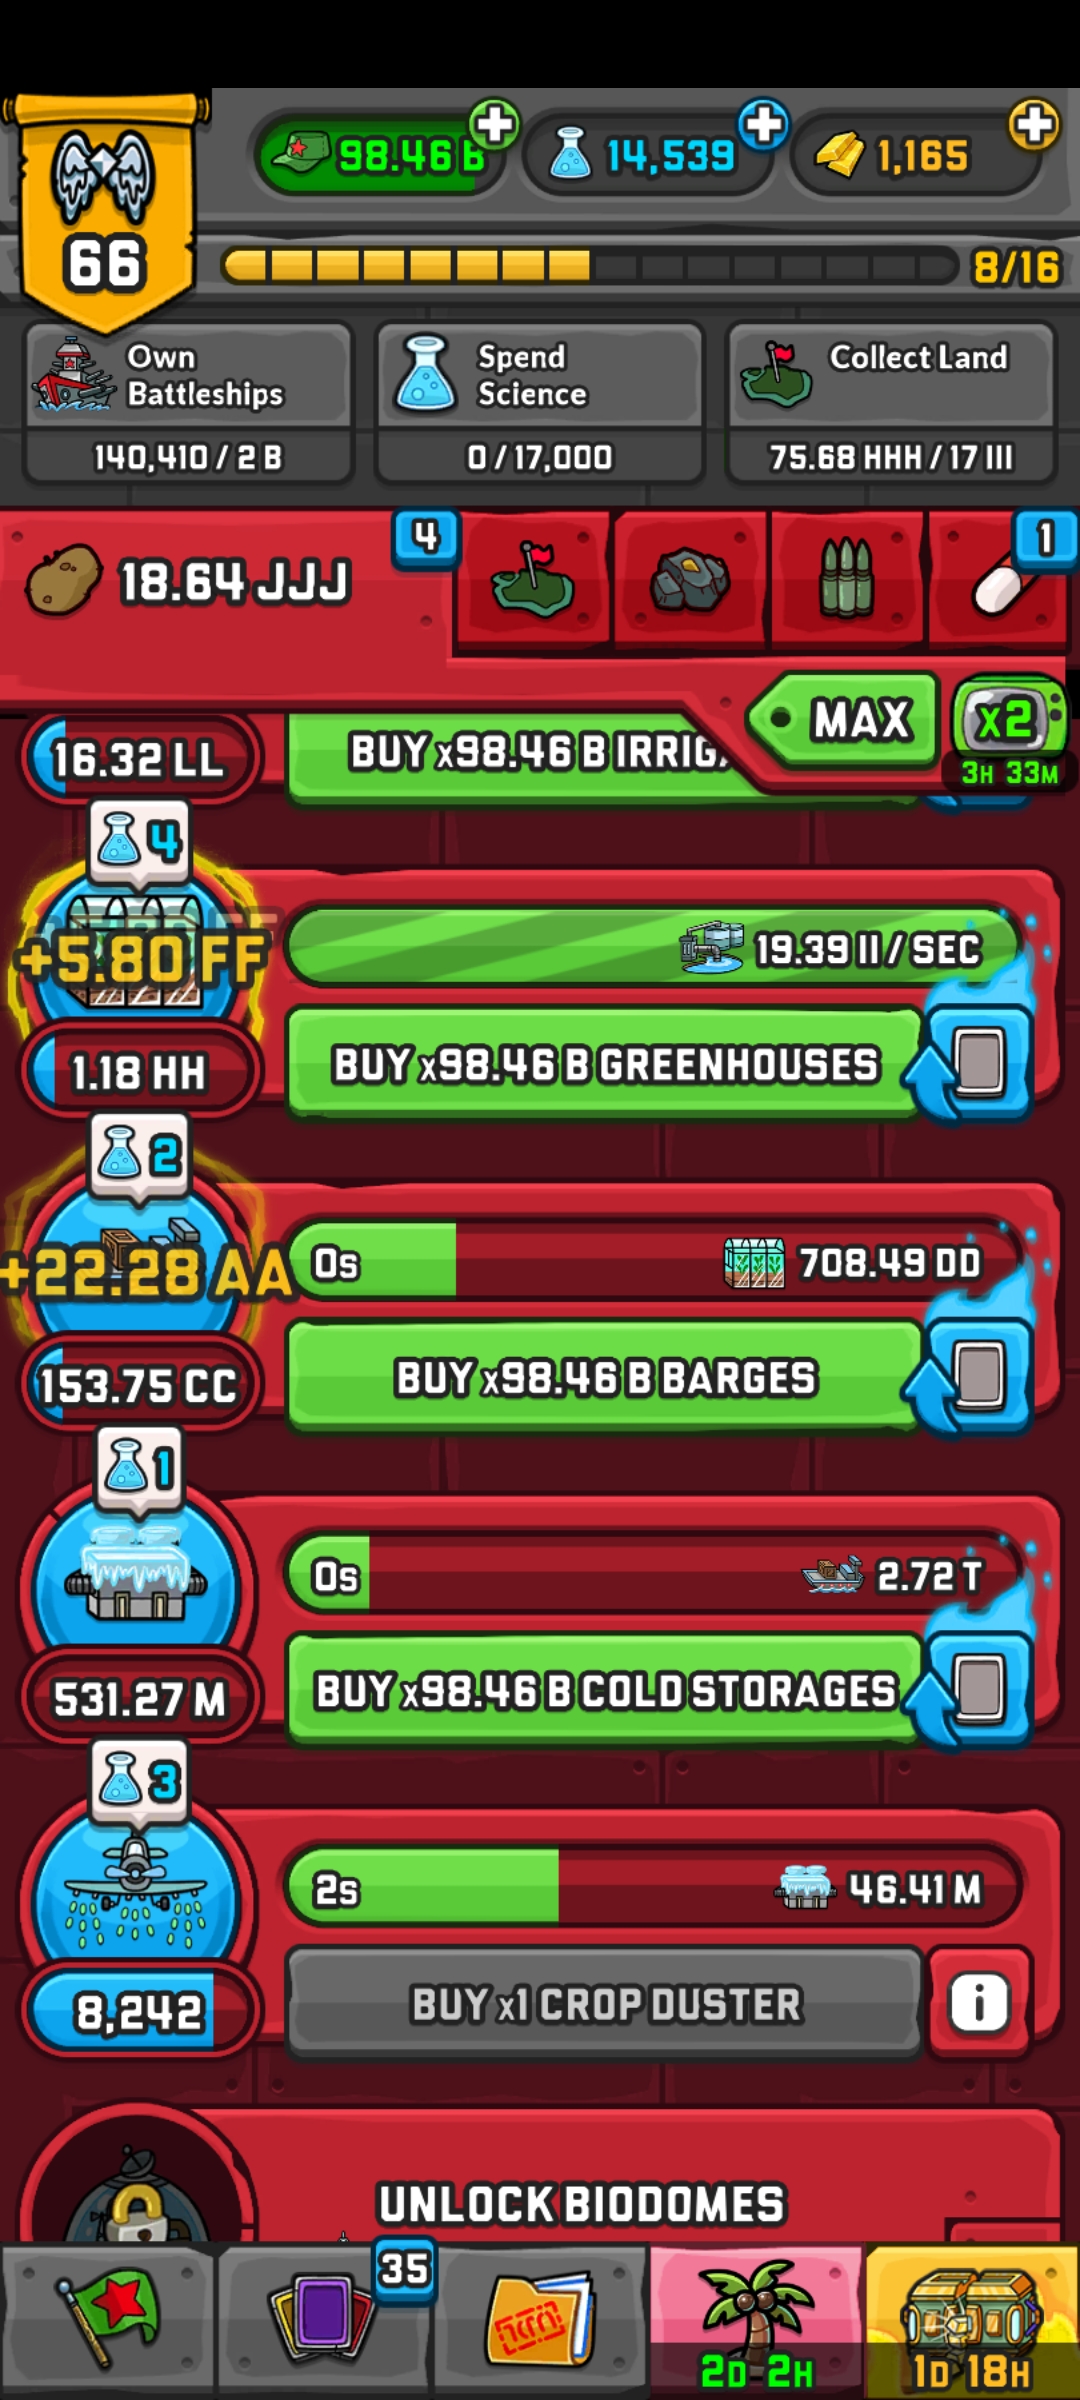 98.46 B
14,539
1,165
66
8/16
Own
Battleships
140,410 / 2 B
Spend
Science
0 / 17,000
Collect Land
75.68 HHH / 17 III
18.64 JJJ
4
1
MAX
x2
3H 33M
16.32 LL
BUY x98.46 B IRRIG
4
+5.80 FF
19.39 II / SEC
1.18 HH
BUY x98.46 B GREENHOUSES
2
+22.28 AA
0s
708.49 DD
153.75 CC
BUY x98.46 B BARGES
1
0s
2.72 T
531.27 M
BUY x98.46 B COLD STORAGES
3
2s
46.41 M
8,242
BUY x1 CROP DUSTER
i
UNLOCK BIODOMES
35
2D 2H
1D 18H